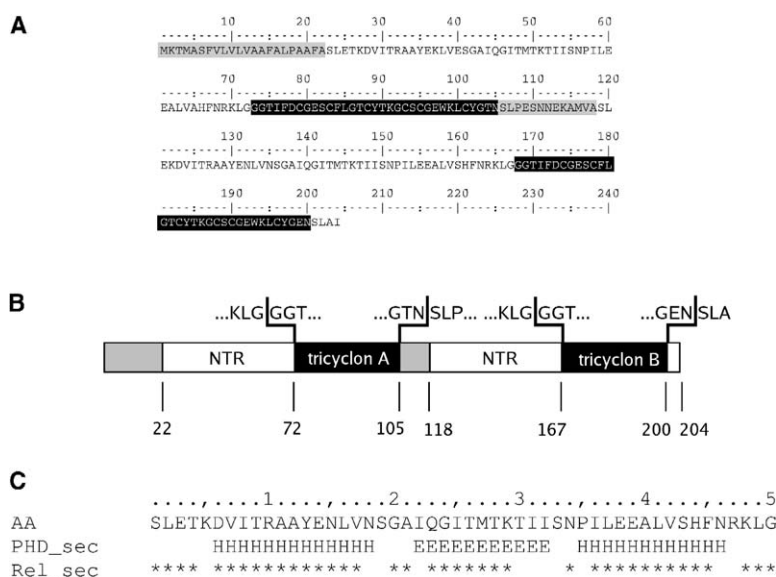 A
10 20 30 40 50 60
----:----|----:----|----:----|----:----|----:----|----:----|
MKTMASFVLVLVAAFALPAAFASLETKDVITRAAYEKLVESGAIQGITMTKTIISNPILE
70 80 90 100 110 120
----:----|----:----|----:----|----:----|----:----|----:----|
EALVAHFNRKLGGGTIFDCGESCFLGTCYTKGCSCGEWKLCYGTNSLPESNNEKAMVASL
130 140 150 160 170 180
----:----|----:----|----:----|----:----|----:----|----:----|
EKDVITRAAYENLVNSGAIQGITMTKTIISNPILEEALVSHFNRKLGGGTIFDCGESCFL
190 200 210 220 230 240
----:----|----:----|----:----|----:----|----:----|----:----|
GTCYTKGCSCGEWKLCYGENSLAI
B
...KLG GGT... ...GTN SLP... ...KLG GGT... ...GEN SLA
NTR tricyclon A NTR tricyclon B
22 72 105 118 167 200 204
C
....,....1....,....2....,....3....,....4....,....5
AA SLETKDVITRAAYENLVNSGAIQGITMTKTIISNPILEEALVSHFNRKLG
PHD_sec HHHHHHHHHHHHH EEEEEEEEEEE HHHHHHHHHHHH
Rel sec **** ************* ** ******* * *********** ***